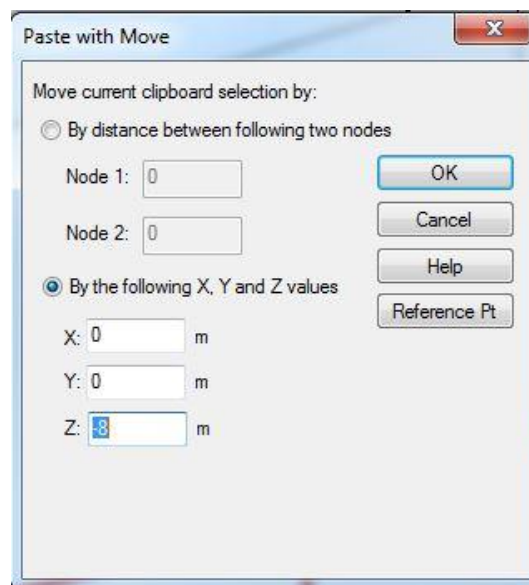 Paste with Move
X
Move current clipboard selection by:
By distance between following two nodes
Node 1: 0
OK
Node 2: 0
Cancel
Help
By the following X, Y and Z values
Reference Pt
X: 0 m
Y: 0 m
Z: -8 m